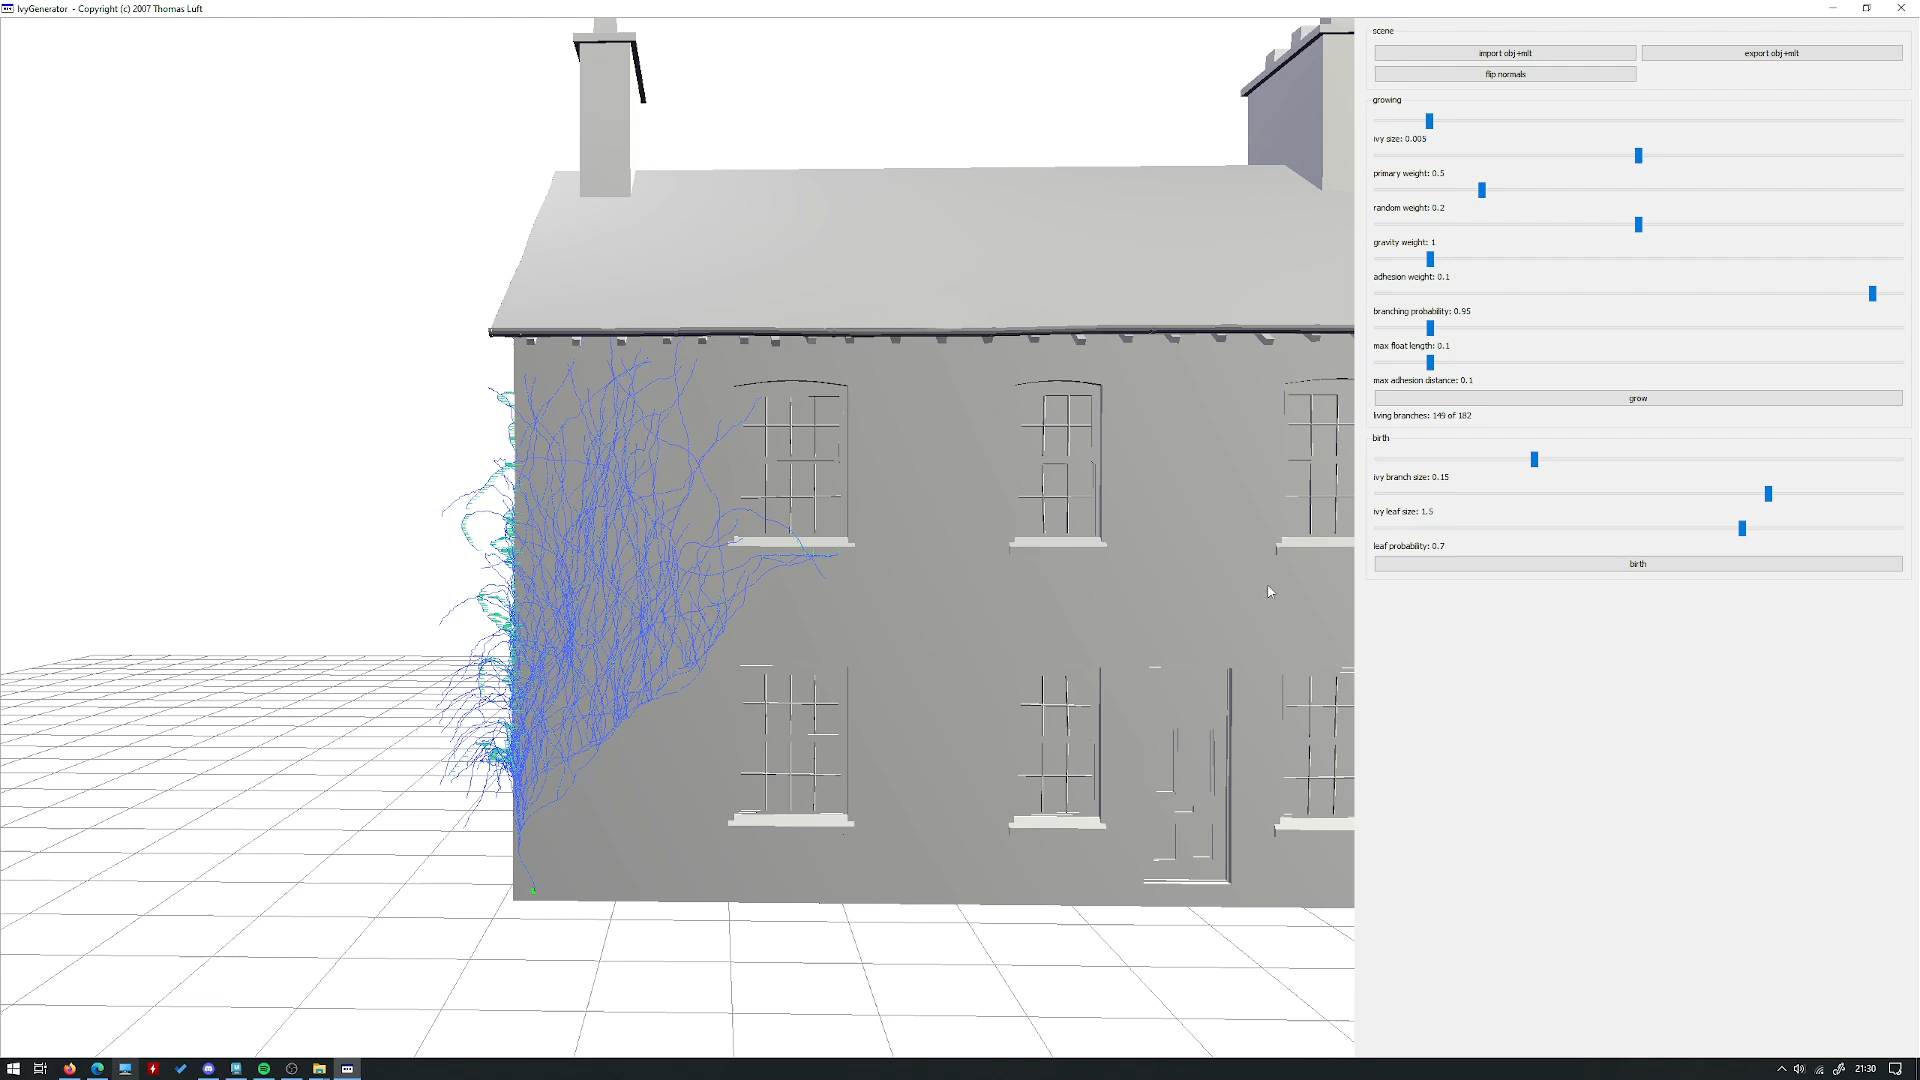 IvyGenerator - Copyright (c) 2007 Thomas Luft
scene
import obj+mlt
export obj+mlt
flip normals
growing
ivy size: 0.005
primary weight: 0.5
random weight: 0.2
gravity weight: 1
adhesion weight: 0.1
branching probability: 0.95
max float length: 0.1
max adhesion distance: 0.1
grow
living branches: 149 of 182
birth
ivy branch size: 0.15
ivy leaf size: 1.5
leaf probability: 0.7
birth
21:30